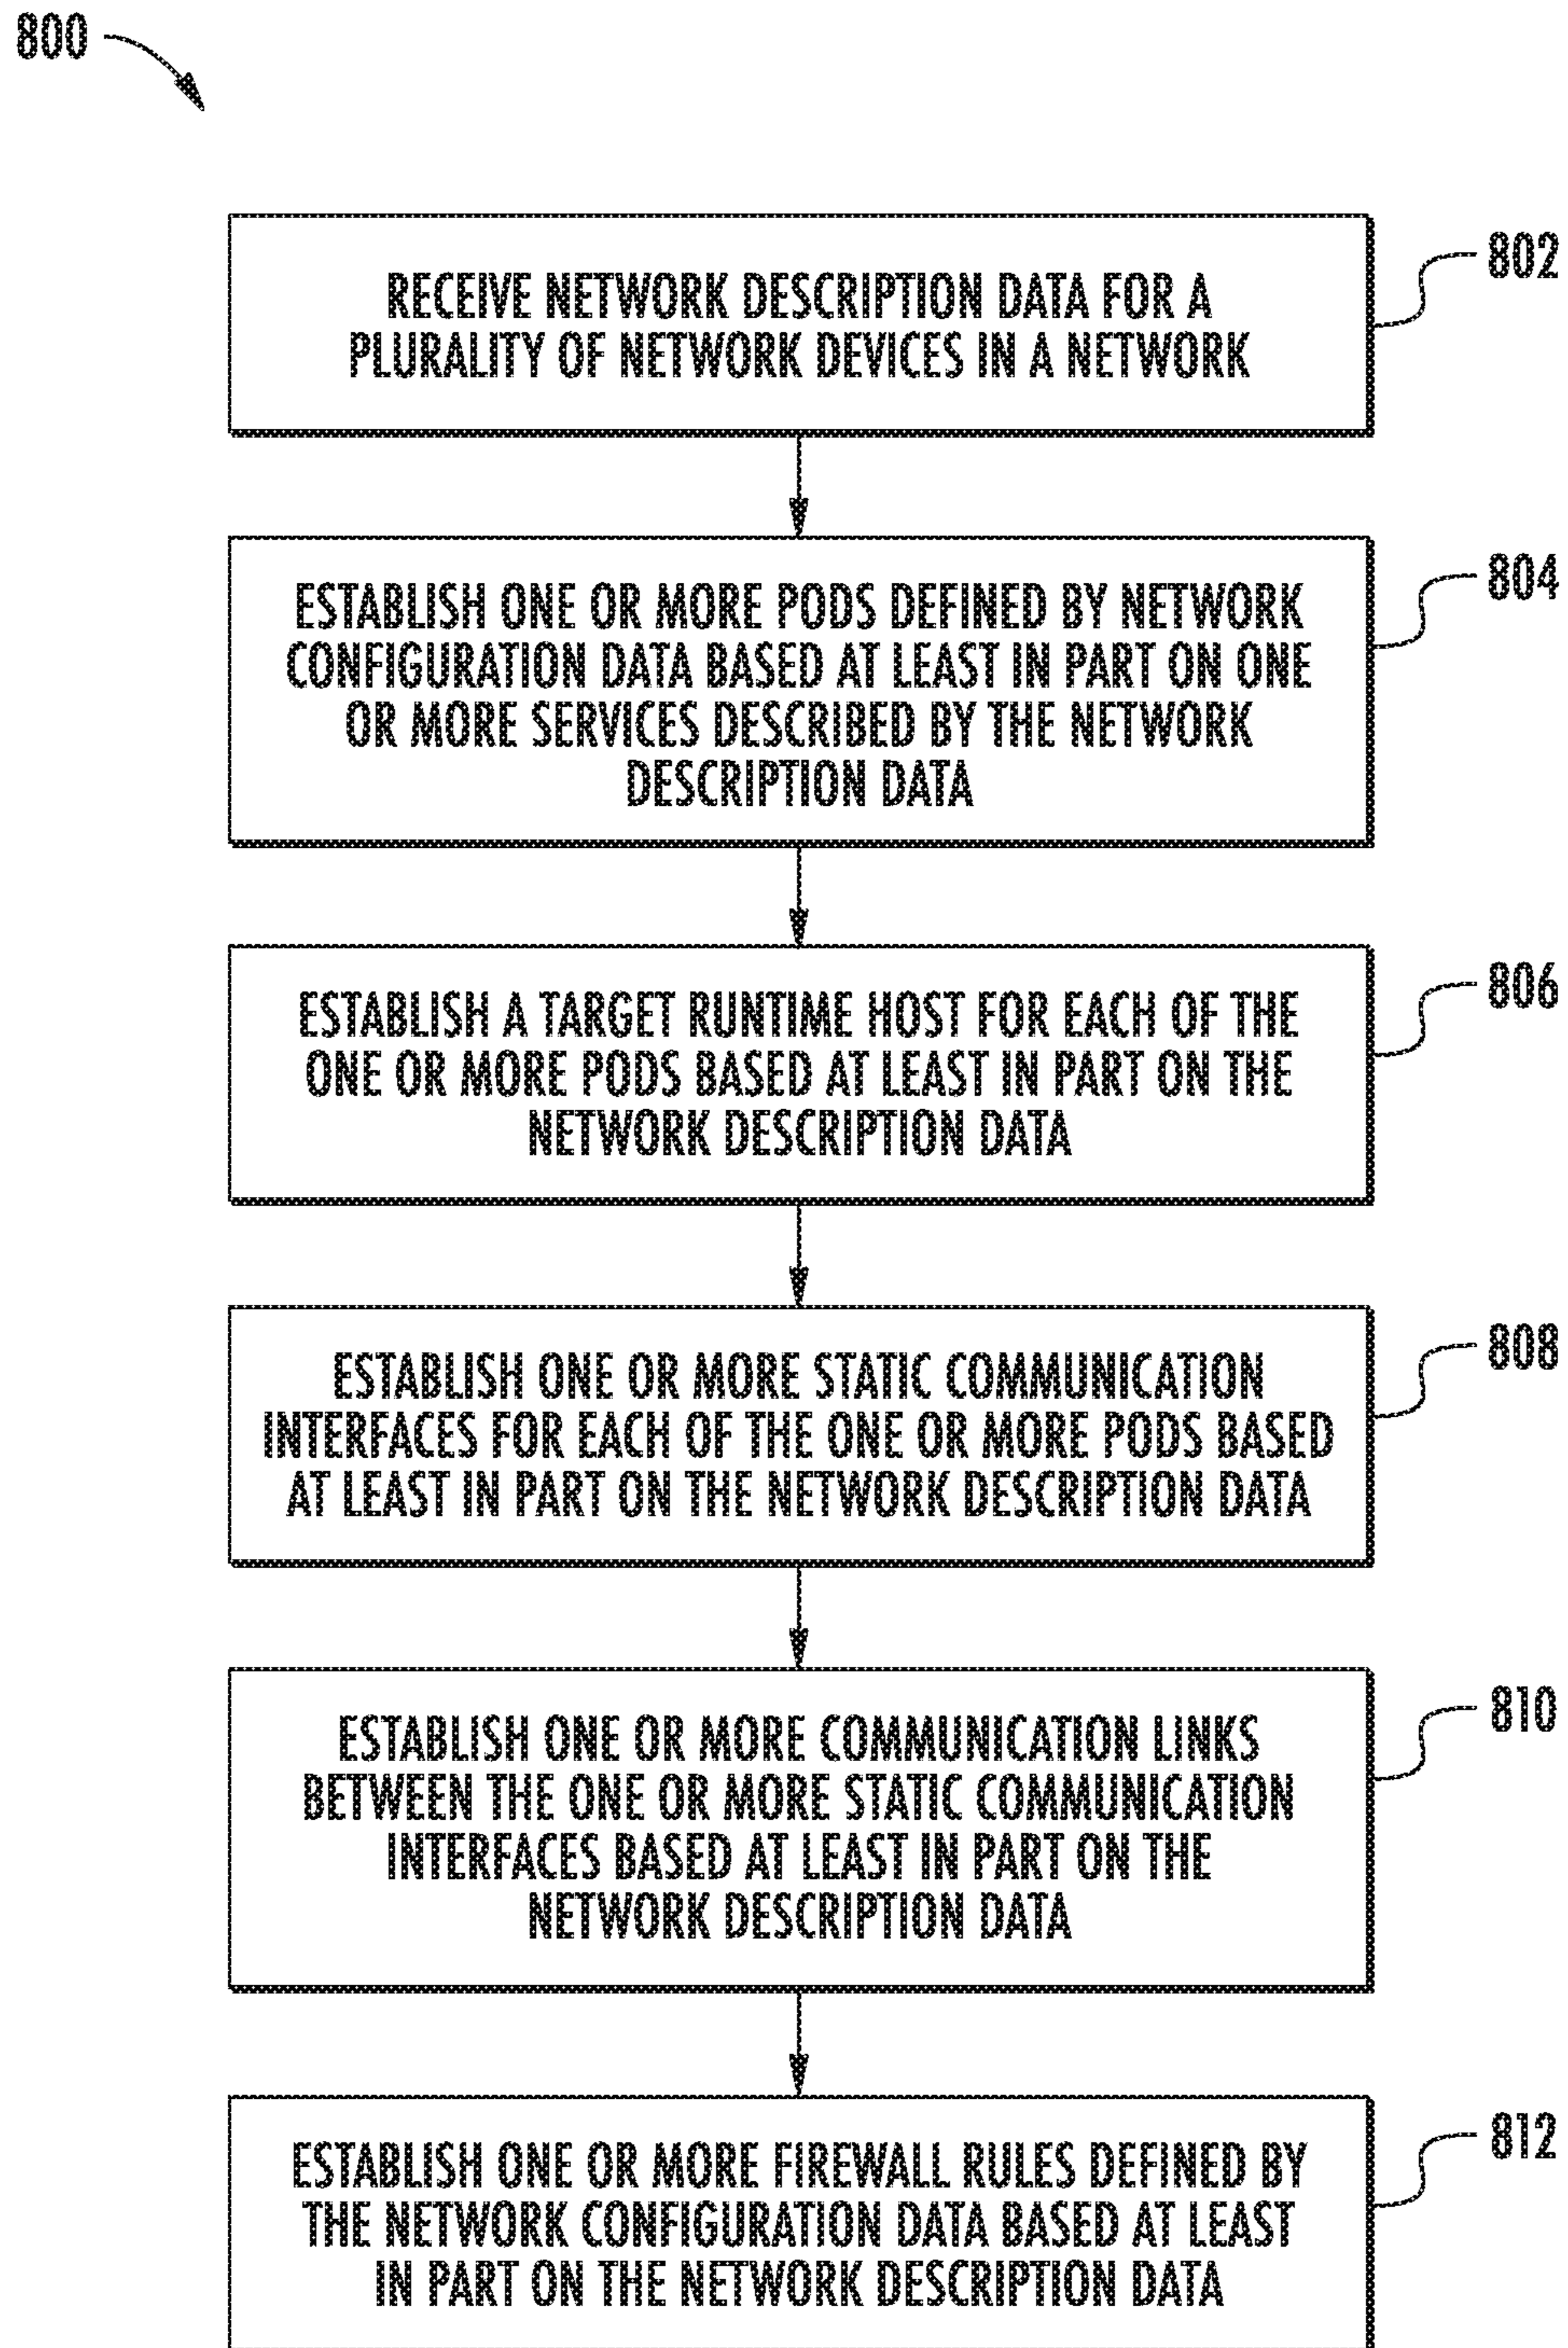 800
RECEIVE NETWORK DESCRIPTION DATA FOR A
PLURALITY OF NETWORK DEVICES IN A NETWORK
802
ESTABLISH ONE OR MORE PODS DEFINED BY NETWORK
CONFIGURATION DATA BASED AT LEAST IN PART ON ONE
OR MORE SERVICES DESCRIBED BY THE NETWORK
DESCRIPTION DATA
804
ESTABLISH A TARGET RUNTIME HOST FOR EACH OF THE
ONE OR MORE PODS BASED AT LEAST IN PART ON THE
NETWORK DESCRIPTION DATA
806
ESTABLISH ONE OR MORE STATIC COMMUNICATION
INTERFACES FOR EACH OF THE ONE OR MORE PODS BASED
AT LEAST IN PART ON THE NETWORK DESCRIPTION DATA
808
ESTABLISH ONE OR MORE COMMUNICATION LINKS
BETWEEN THE ONE OR MORE STATIC COMMUNICATION
INTERFACES BASED AT LEAST IN PART ON THE
NETWORK DESCRIPTION DATA
810
ESTABLISH ONE OR MORE FIREWALL RULES DEFINED BY
THE NETWORK CONFIGURATION DATA BASED AT LEAST
IN PART ON THE NETWORK DESCRIPTION DATA
812